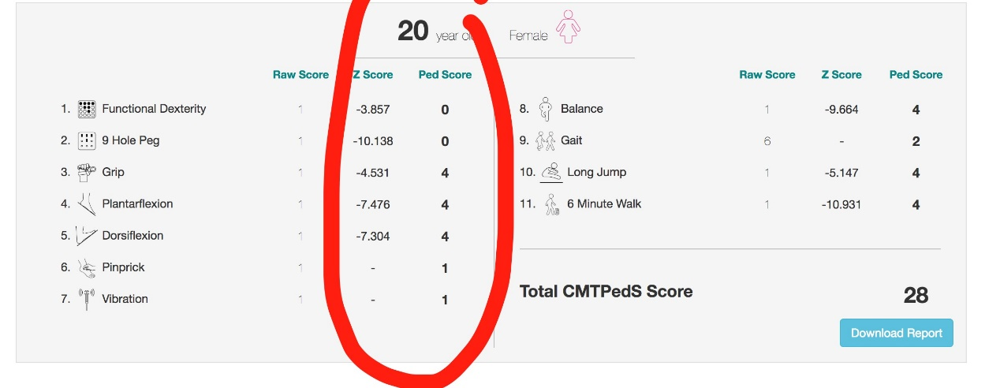 20 year old Female
Raw Score Z Score Ped Score
1. Functional Dexterity 1 -3.857 0
2. 9 Hole Peg 1 -10.138 0
3. Grip 1 -4.531 4
4. Plantarflexion 1 -7.476 4
5. Dorsiflexion 1 -7.304 4
6. Pinprick 1 - 1
7. Vibration 1 - 1
Raw Score Z Score Ped Score
8. Balance 1 -9.664 4
9. Gait 6 - 2
10. Long Jump 1 -5.147 4
11. 6 Minute Walk 1 -10.931 4
Total CMTPedS Score 28
Download Report